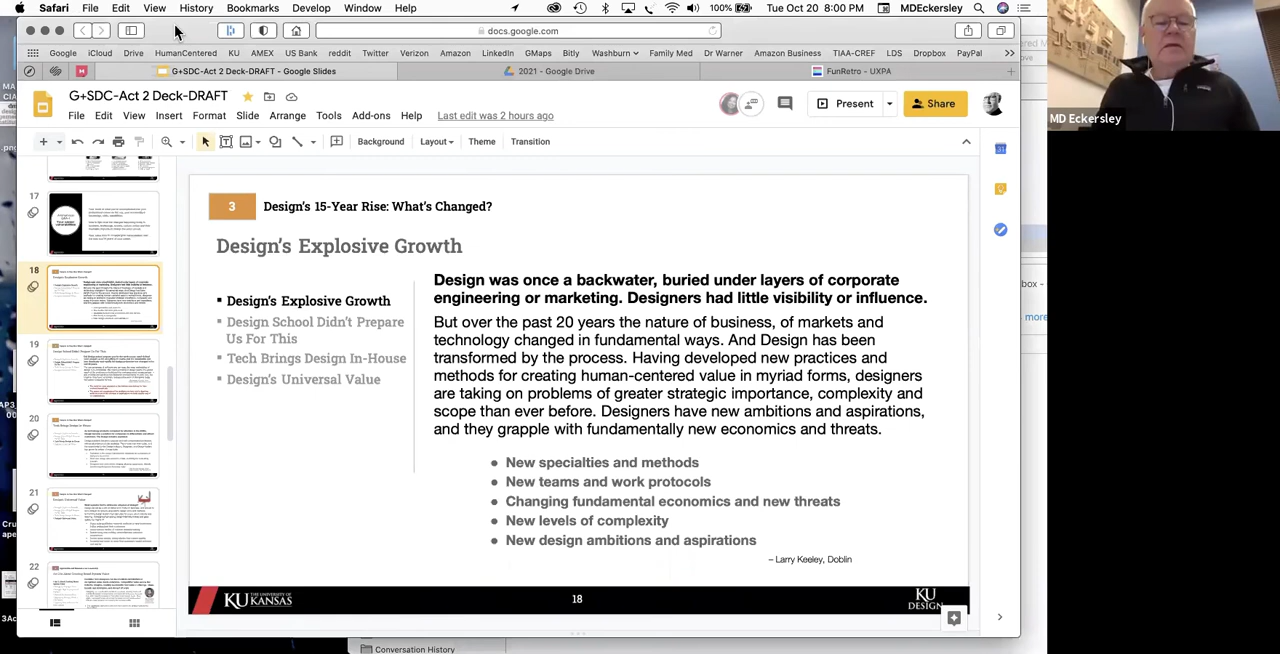 Safari File Edit View History Bookmarks Develop Window Help
100% Tue Oct 20 8:00 PM MDEckersley
docs.google.com
Google iCloud Drive HumanCentered KU AMEX US Bank reddit Twitter Verizon Amazon LinkedIn GMaps Bitly Washburn Family Med Dr Warner Amazon Business TIAA-CREF LDS Dropbox PayPal
G+SDC-Act 2 Deck-DRAFT - Google Slides
2021 - Google Drive
FunRetro - UXPA
G+SDC-Act 2 Deck-DRAFT
File Edit View Insert Format Slide Arrange Tools Add-ons Help Last edit was 2 hours ago
Present
Share
Background Layout Theme Transition
17
18
19
20
21
22
3
Design's 15-Year Rise: What's Changed?
Design's Explosive Growth
Design's Explosive Growth
Design School Didn't Prepare
Us For This
Tech Brings Design In-House
Design's Universal Value
Design was once a backwater, buried under layers of corporate
engineering or marketing. Designers had little visibility or influence.
But over the past 20 years the nature of business, of markets and
technology changed in fundamental ways. And Design has been
transformed in the process. Having developed new practices and
methods for adding human-centered value in myriad areas, designers
are taking on problems of greater strategic importance, complexity and
scope than ever before. Designers have new options and aspirations,
and they deal with fundamentally new economics and threats.
● New specialties and methods
● New teams and work protocols
● Changing fundamental economics and new threats
● New levels of complexity
● New design ambitions and aspirations
– Larry Keeley, Doblin
KU THE UNIVERSITY OF
KANSAS
18
KU
DESIGN
MD Eckersley
more
Conversation History